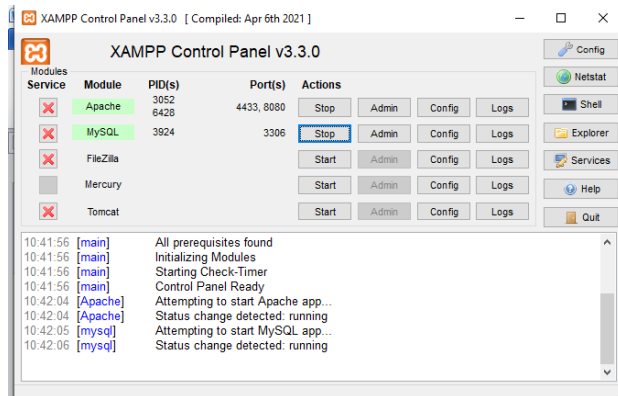 XAMPP Control Panel v3.3.0 [ Compiled: Apr 6th 2021 ]
XAMPP Control Panel v3.3.0
Config
Modules
Service Module PID(s) Port(s) Actions
Netstat
Apache 3052 6428 4433, 8080 Stop Admin Config Logs
Shell
MySQL 3924 3306 Stop Admin Config Logs
Explorer
FileZilla Start Admin Config Logs
Services
Mercury Start Admin Config Logs
Help
Tomcat Start Admin Config Logs
Quit
10:41:56 [main] All prerequisites found
10:41:56 [main] Initializing Modules
10:41:56 [main] Starting Check-Timer
10:41:56 [main] Control Panel Ready
10:42:04 [Apache] Attempting to start Apache app...
10:42:04 [Apache] Status change detected: running
10:42:05 [mysql] Attempting to start MySQL app...
10:42:06 [mysql] Status change detected: running